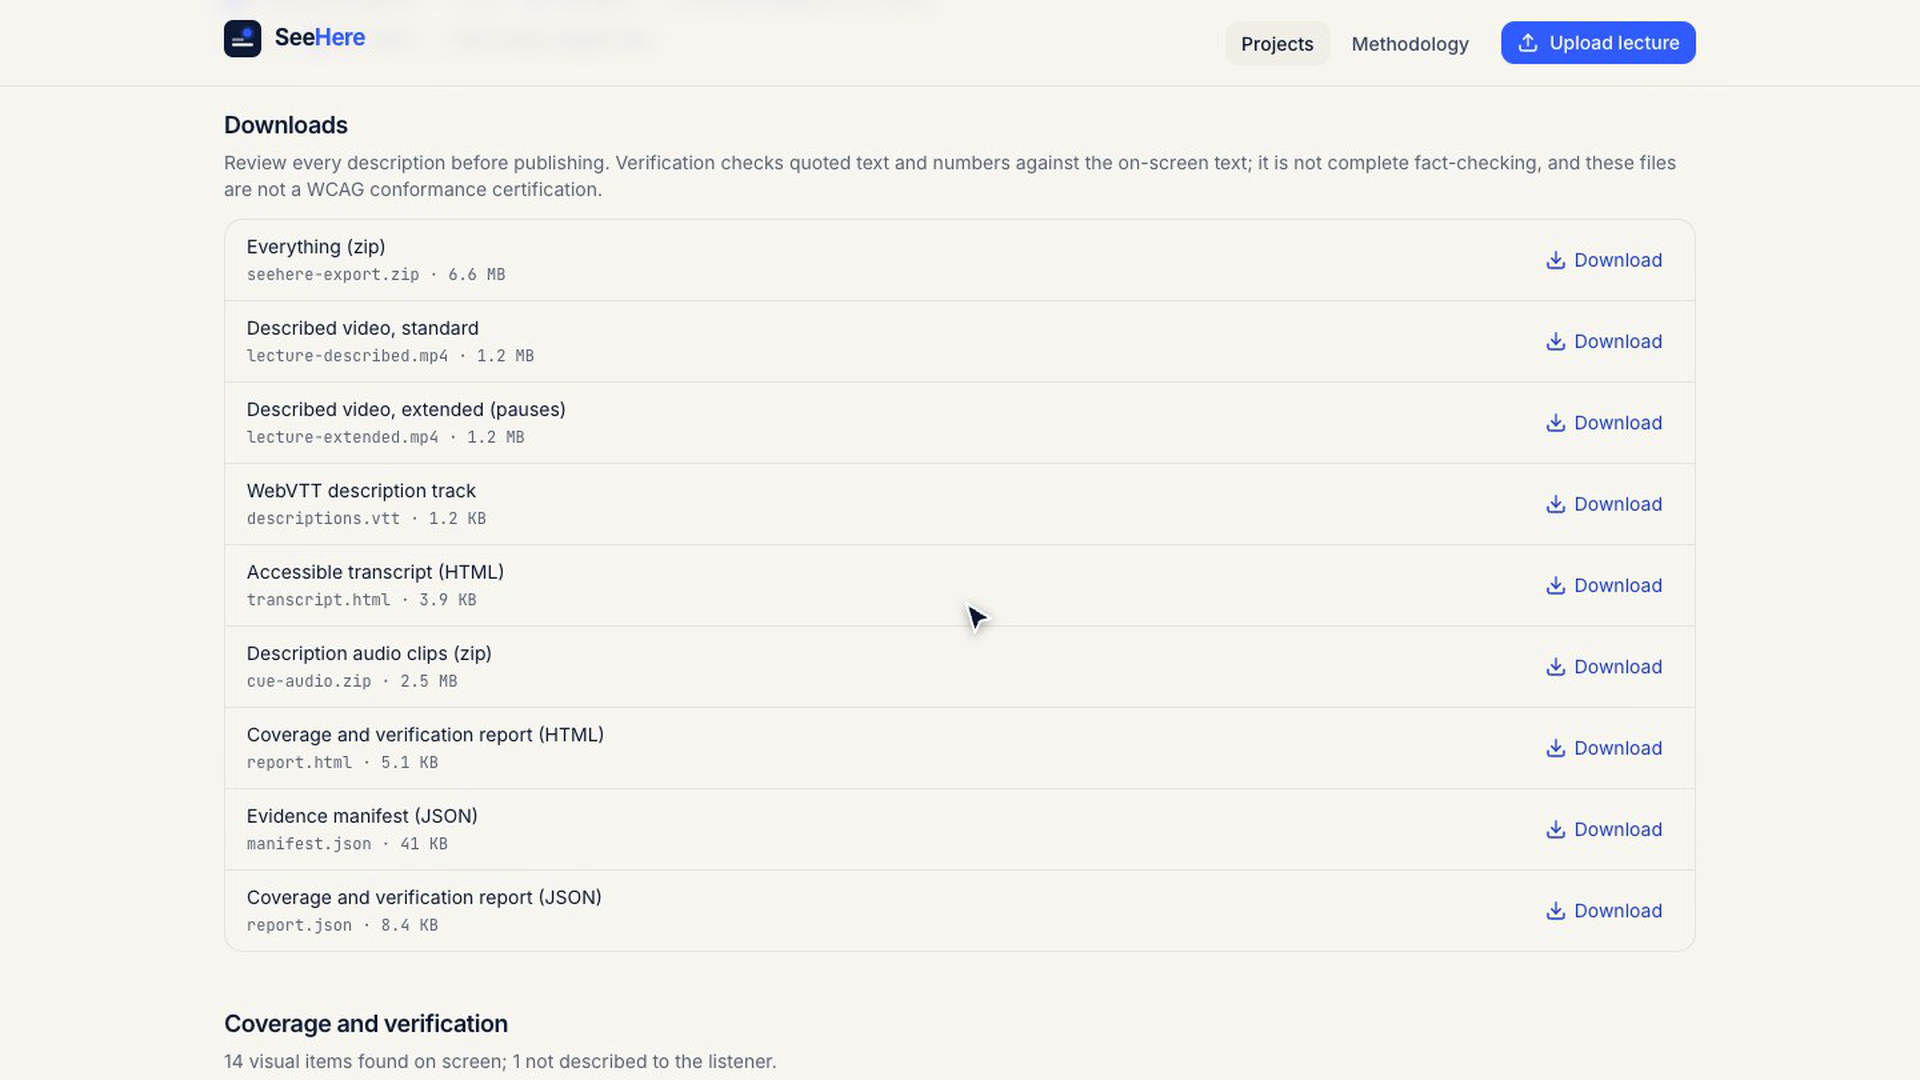 SeeHere
Projects
Methodology
Upload lecture
Downloads
Review every description before publishing. Verification checks quoted text and numbers against the on-screen text; it is not complete fact-checking, and these files
are not a WCAG conformance certification.
Everything (zip)
seehere-export.zip · 6.6 MB
Download
Described video, standard
lecture-described.mp4 · 1.2 MB
Download
Described video, extended (pauses)
lecture-extended.mp4 · 1.2 MB
Download
WebVTT description track
descriptions.vtt · 1.2 KB
Download
Accessible transcript (HTML)
transcript.html · 3.9 KB
Download
Description audio clips (zip)
cue-audio.zip · 2.5 MB
Download
Coverage and verification report (HTML)
report.html · 5.1 KB
Download
Evidence manifest (JSON)
manifest.json · 41 KB
Download
Coverage and verification report (JSON)
report.json · 8.4 KB
Download
Coverage and verification
14 visual items found on screen; 1 not described to the listener.